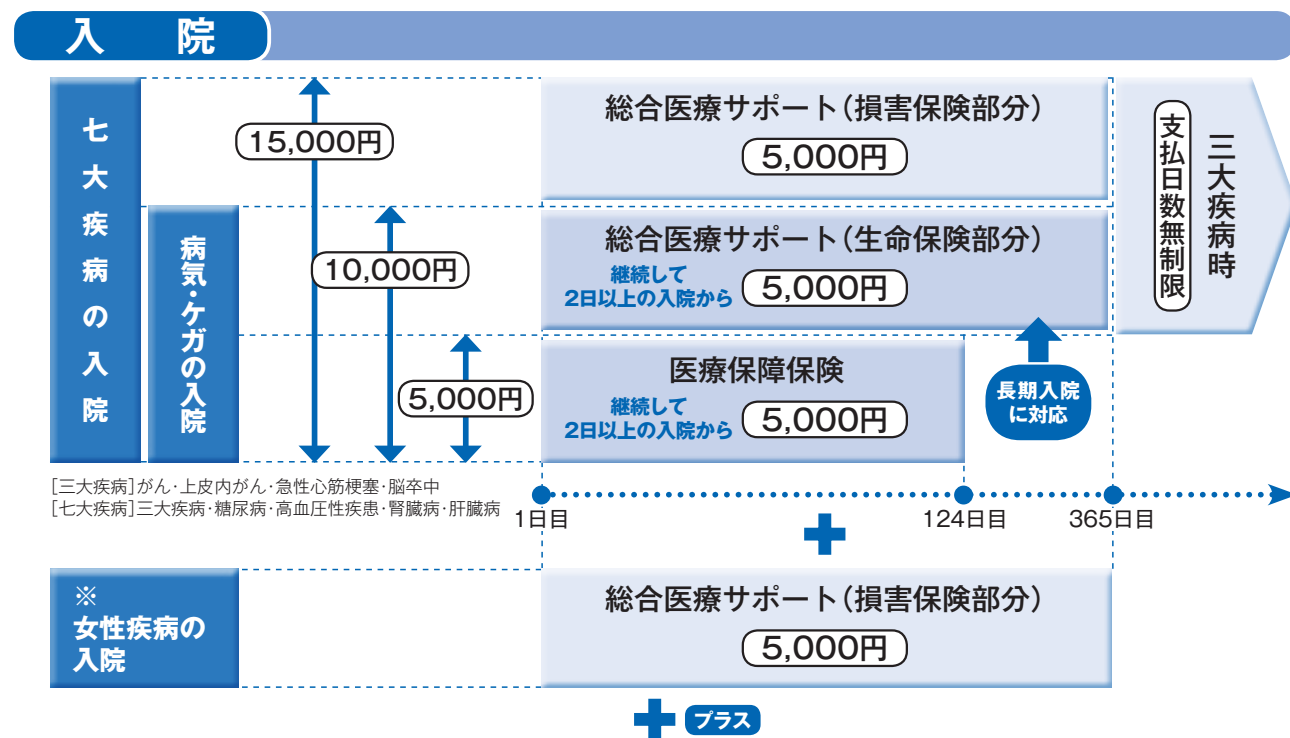 入院
七大疾病の入院
病気・ケガの入院
15,000円
10,000円
5,000円
総合医療サポート(損害保険部分)
5,000円
総合医療サポート(生命保険部分)
継続して
2日以上の入院から
5,000円
医療保障保険
継続して
2日以上の入院から
5,000円
長期入院
に対応
三大疾病時
支払日数無制限
[三大疾病]がん・上皮内がん・急性心筋梗塞・脳卒中
[七大疾病]三大疾病・糖尿病・高血圧性疾患・腎臓病・肝臓病
1日目
124日目
365日目
※
女性疾病の
入院
総合医療サポート(損害保険部分)
5,000円
プラス